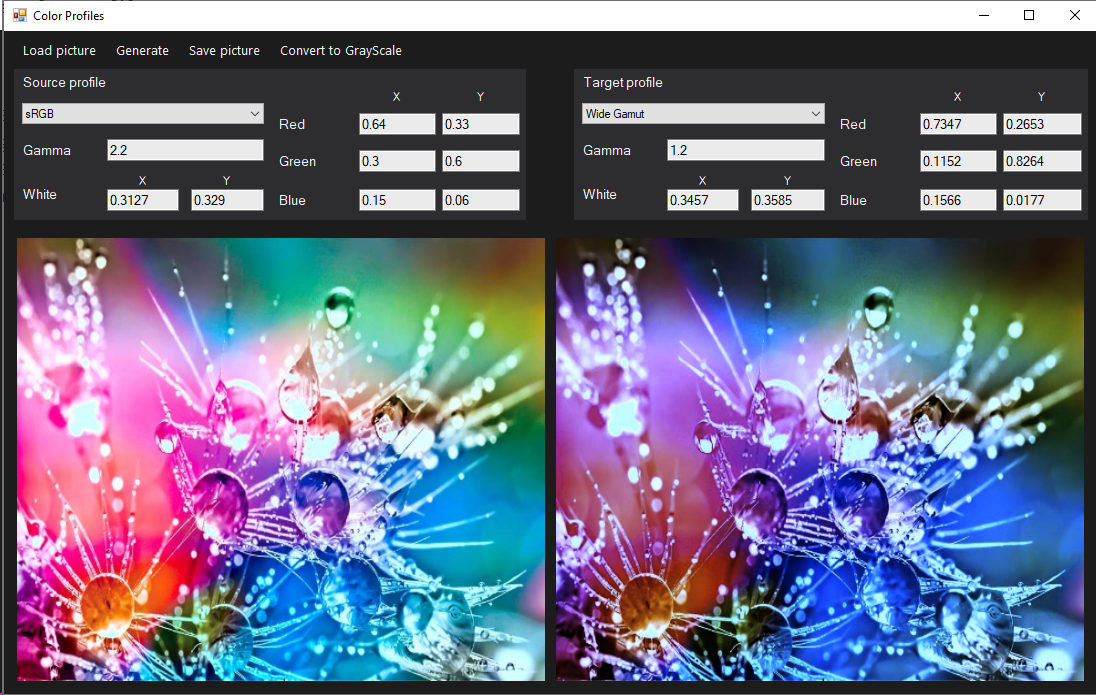 Color Profiles
Load picture Generate Save picture Convert to GrayScale
Source profile
X Y
sRGB
Red 0.64 0.33
Gamma 2.2
Green 0.3 0.6
X Y
White 0.3127 0.329
Blue 0.15 0.06
Target profile
X Y
Wide Gamut
Red 0.7347 0.2653
Gamma 1.2
Green 0.1152 0.8264
X Y
White 0.3457 0.3585
Blue 0.1566 0.0177